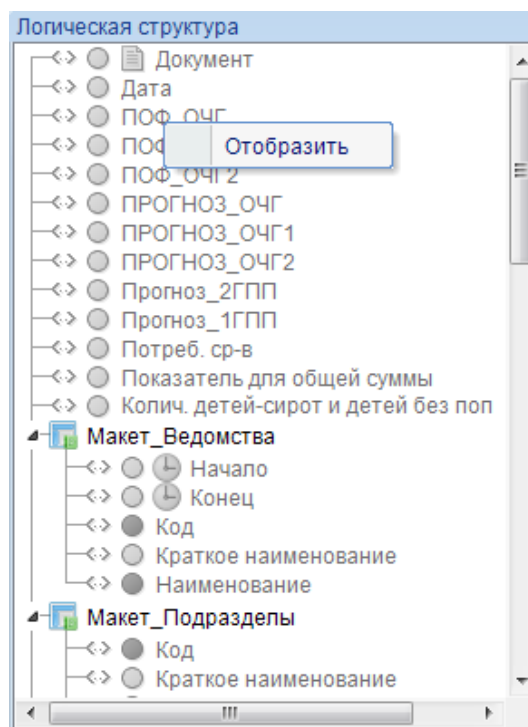 Логическая структура
Документ
Дата
ПОФ_ОЧГ
Отобразить
ПОФ_ОЧГ2
ПРОГНОЗ_ОЧГ
ПРОГНОЗ_ОЧГ1
ПРОГНОЗ_ОЧГ2
Прогноз_2ГПП
Прогноз_1ГПП
Потреб. ср-в
Показатель для общей суммы
Колич. детей-сирот и детей без поп
Макет_Ведомства
Начало
Конец
Код
Краткое наименование
Наименование
Макет_Подразделы
Код
Краткое наименование